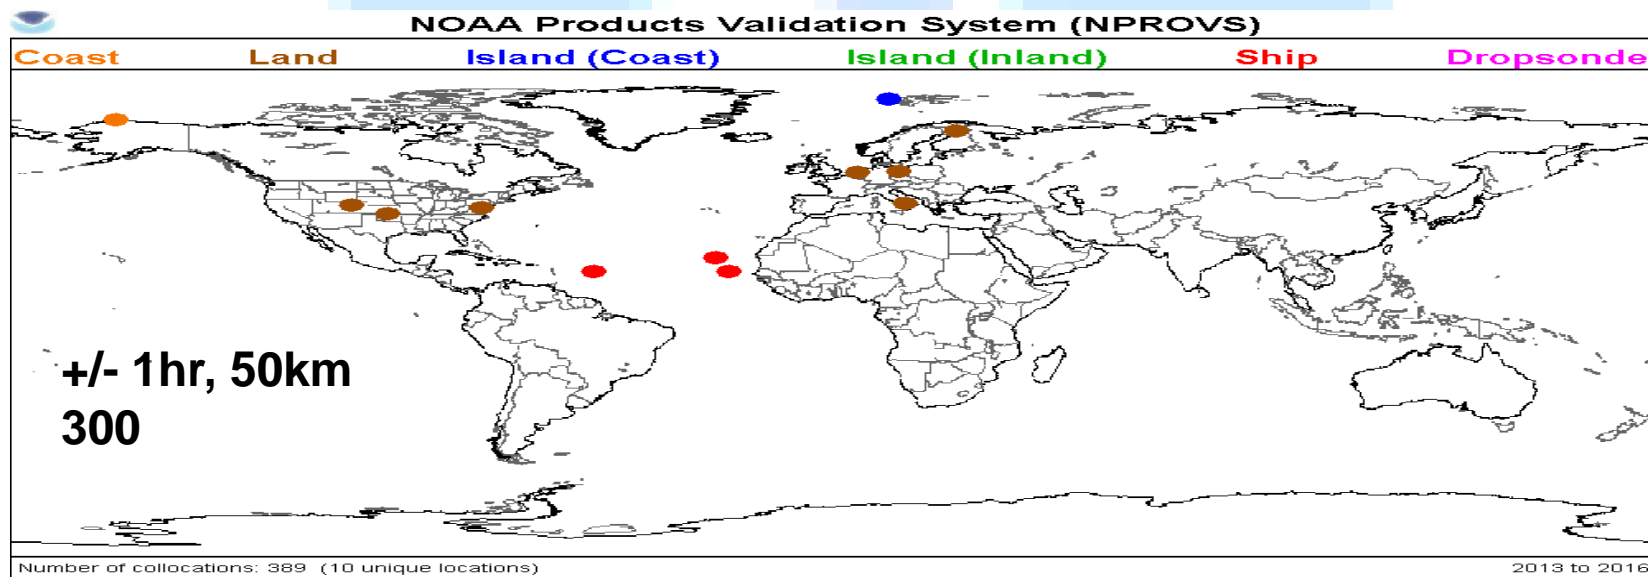 NOAA Products Validation System (NPROVS)
Coast Land Island (Coast) Island (Inland) Ship Dropsonde
+/- 1hr, 50km
300
Number of collocations: 389 (10 unique locations) 2013 to 2016